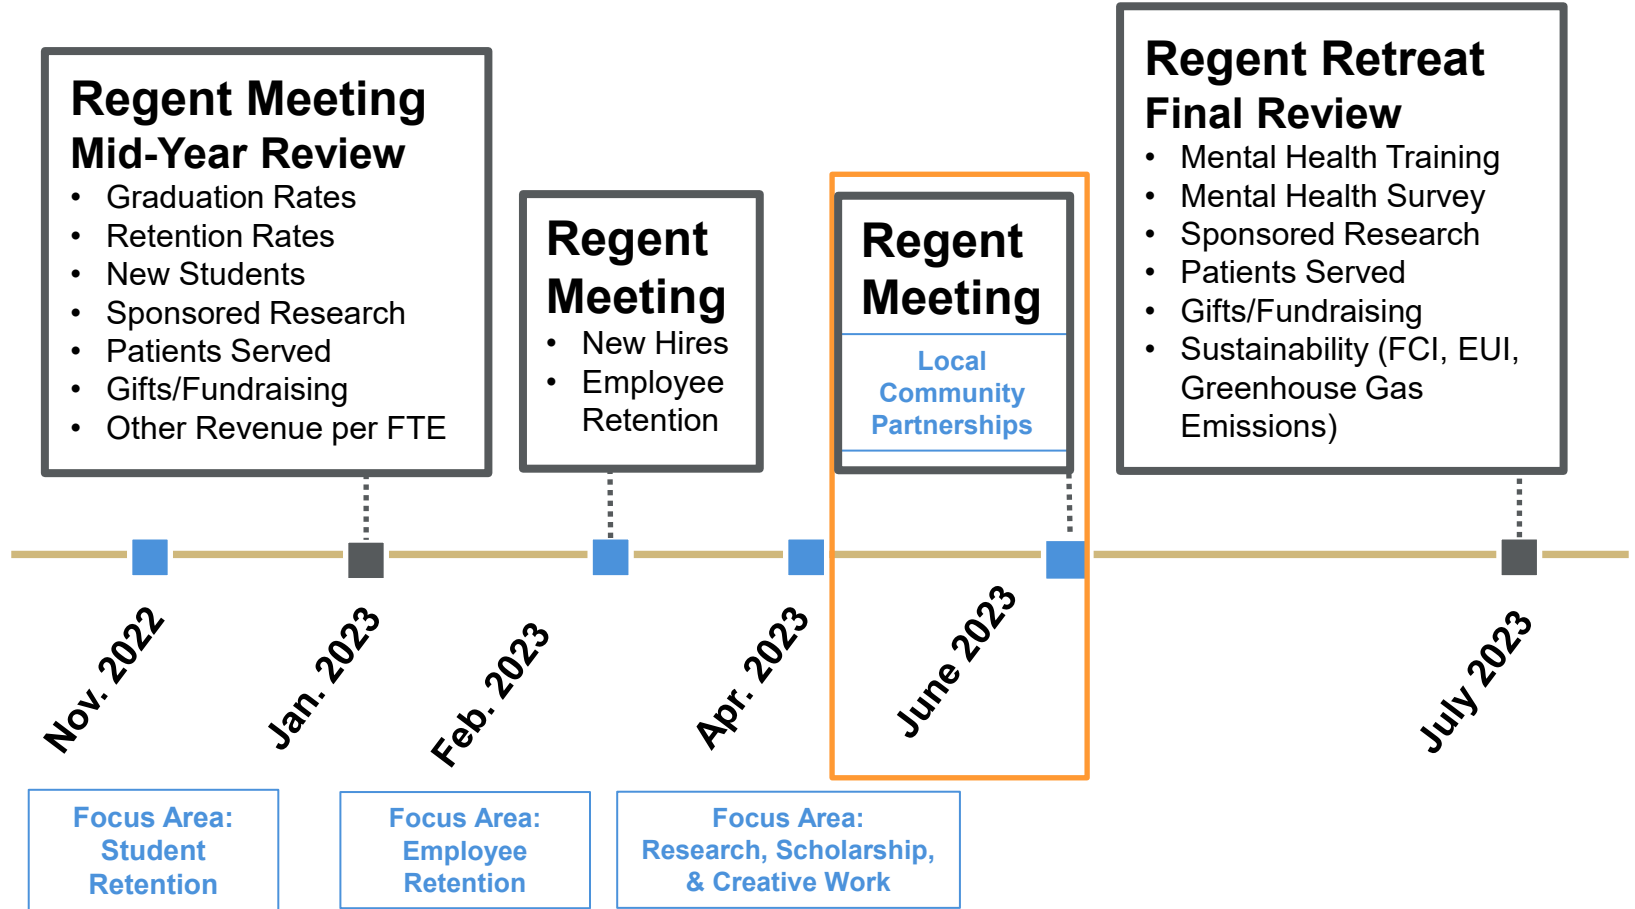 Regent Meeting
Mid-Year Review
• Graduation Rates
• Retention Rates
• New Students
• Sponsored Research
• Patients Served
• Gifts/Fundraising
• Other Revenue per FTE
Regent
Meeting
• New Hires
• Employee
Retention
Regent
Meeting
Local
Community
Partnerships
Regent Retreat
Final Review
• Mental Health Training
• Mental Health Survey
• Sponsored Research
• Patients Served
• Gifts/Fundraising
• Sustainability (FCI, EUI,
Greenhouse Gas
Emissions)
Nov. 2022
Jan. 2023
Feb. 2023
Apr. 2023
June 2023
July 2023
Focus Area:
Student
Retention
Focus Area:
Employee
Retention
Focus Area:
Research, Scholarship,
& Creative Work